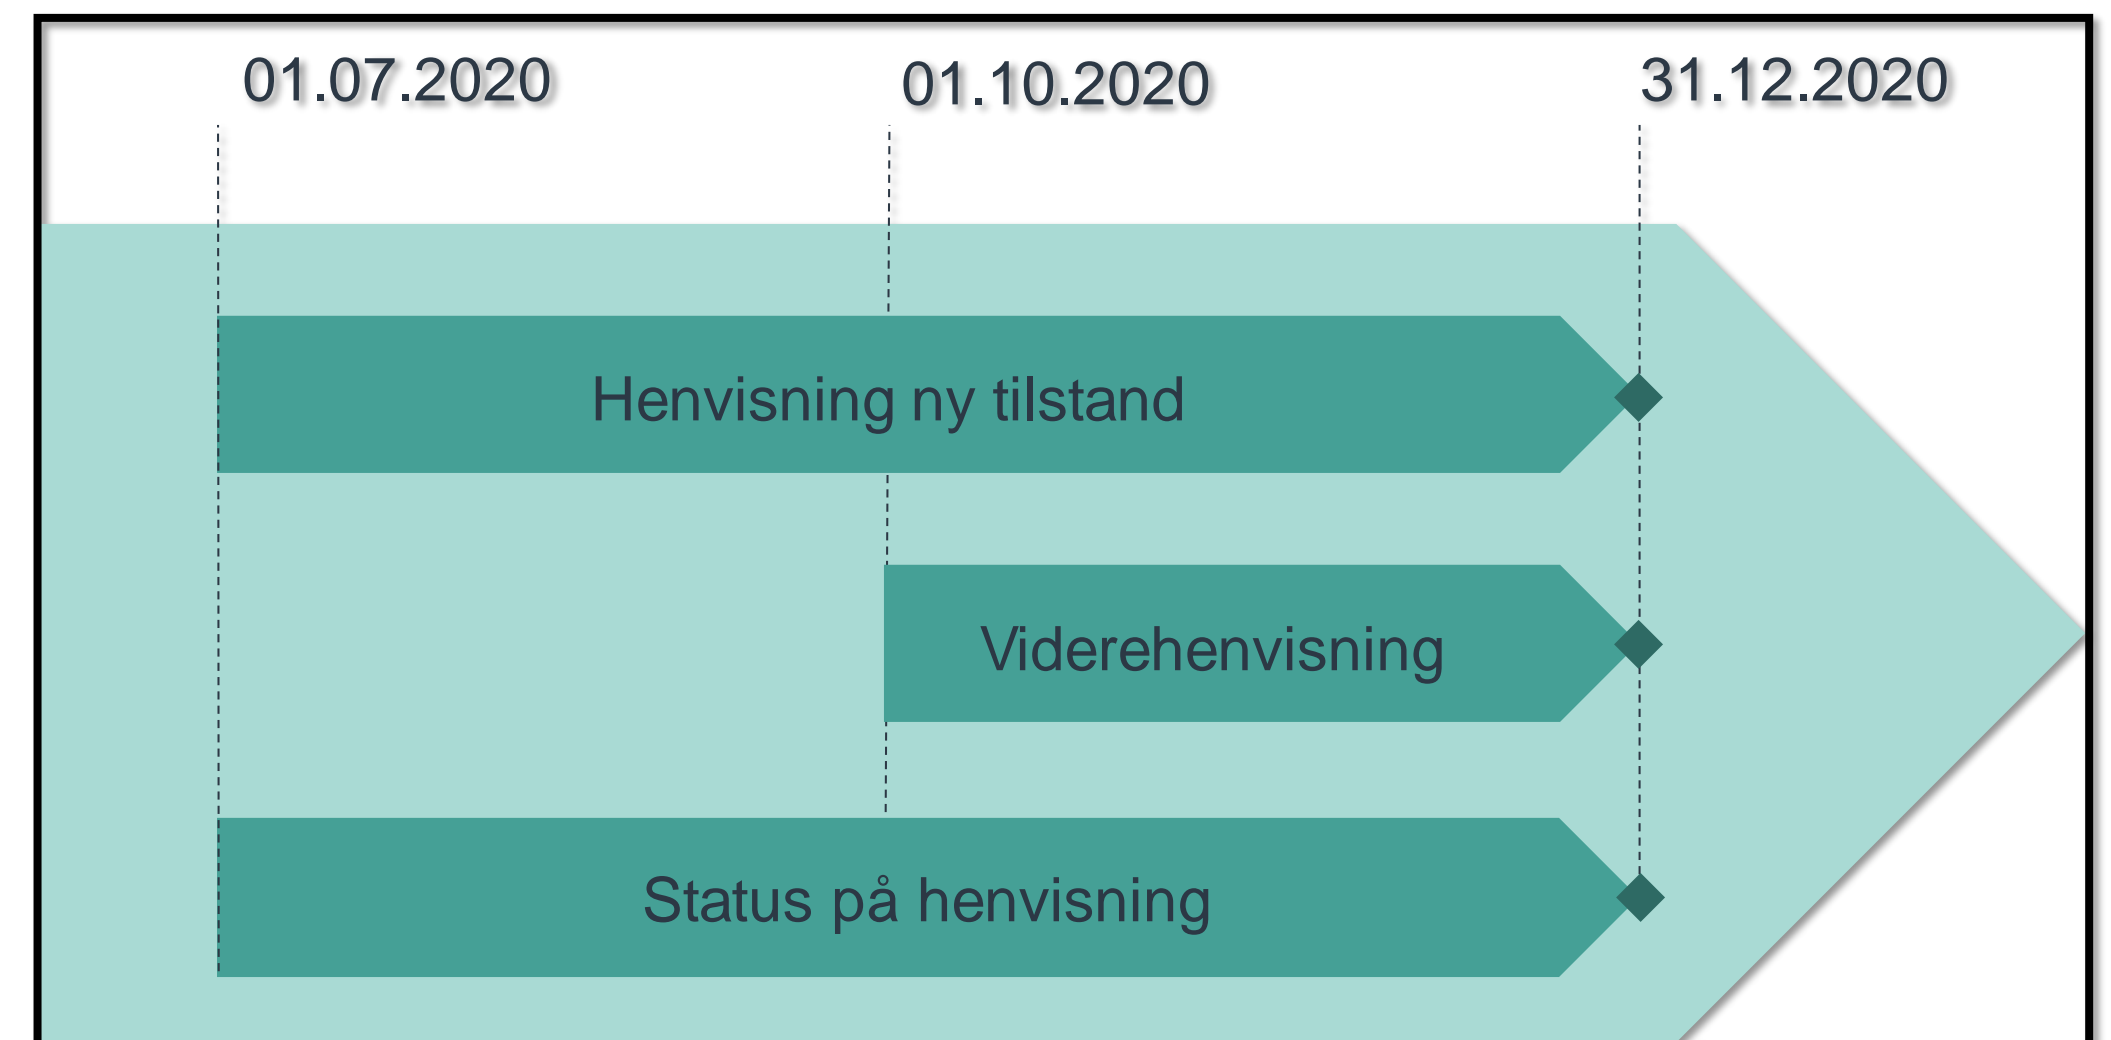 01.07.2020
01.10.2020
31.12.2020
Henvisning ny tilstand
Viderehenvisning
Status på henvisning